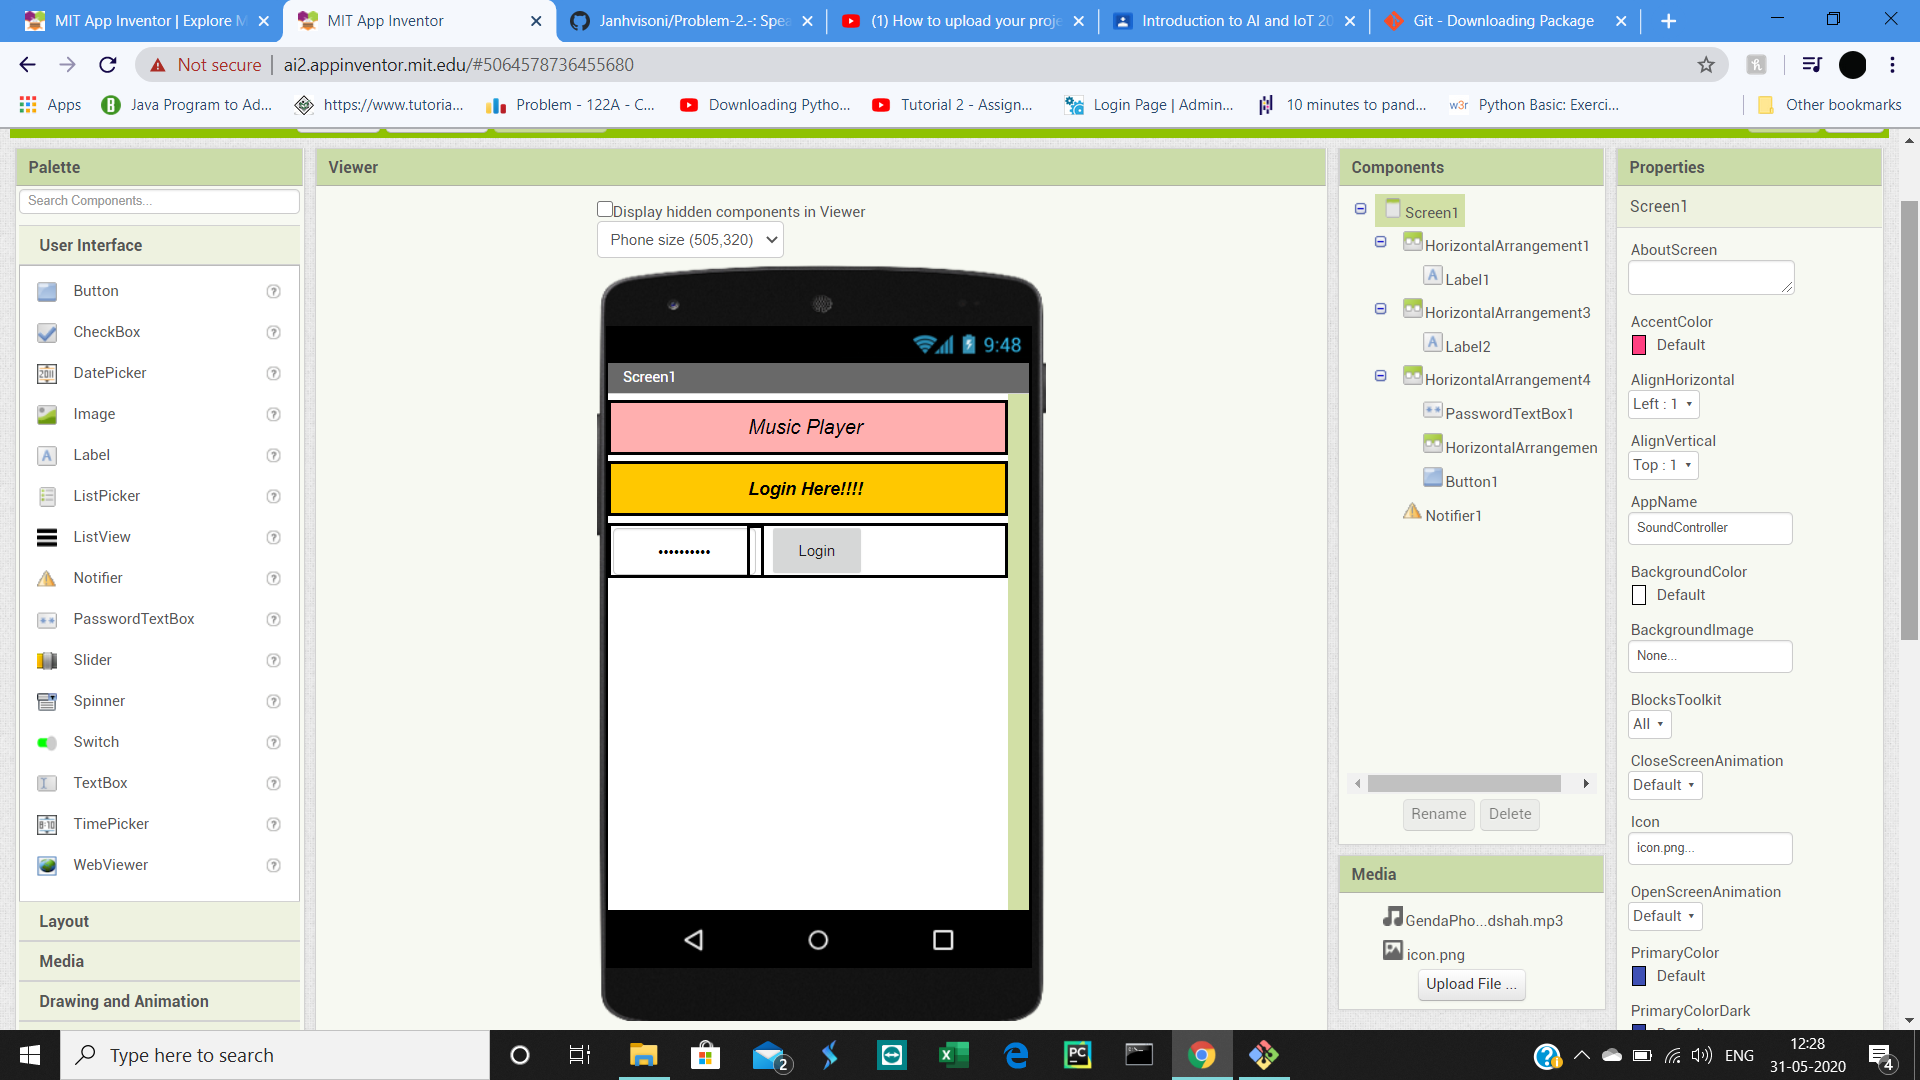 MIT App Inventor | Explore M
MIT App Inventor
Janhvisoni/Problem-2.-: Spea
(1) How to upload your proje
Introduction to AI and IoT 20
Git - Downloading Package
Not secure | ai2.appinventor.mit.edu/#5064578736455680
Apps
Java Program to Ad...
https://www.tutoria...
Problem - 122A - C...
Downloading Pytho...
Tutorial 2 - Assign...
Login Page | Admin...
10 minutes to pand...
w3r Python Basic: Exerci...
Other bookmarks
Palette
Search Components...
User Interface
Button
CheckBox
DatePicker
Image
Label
ListPicker
ListView
Notifier
PasswordTextBox
Slider
Spinner
Switch
TextBox
TimePicker
WebViewer
Layout
Media
Drawing and Animation
Viewer
Display hidden components in Viewer
Phone size (505,320)
9:48
Screen1
Music Player
Login Here!!!!
••••••••••
Login
Components
Screen1
HorizontalArrangement1
Label1
HorizontalArrangement3
Label2
HorizontalArrangement4
PasswordTextBox1
HorizontalArrangemen
Button1
Notifier1
Rename
Delete
Media
GendaPho...dshah.mp3
icon.png
Upload File ...
Properties
Screen1
AboutScreen
AccentColor
Default
AlignHorizontal
Left : 1
AlignVertical
Top : 1
AppName
SoundController
BackgroundColor
Default
BackgroundImage
None...
BlocksToolkit
All
CloseScreenAnimation
Default
Icon
icon.png...
OpenScreenAnimation
Default
PrimaryColor
Default
PrimaryColorDark
Type here to search
2
PC
ENG
12:28
31-05-2020
4